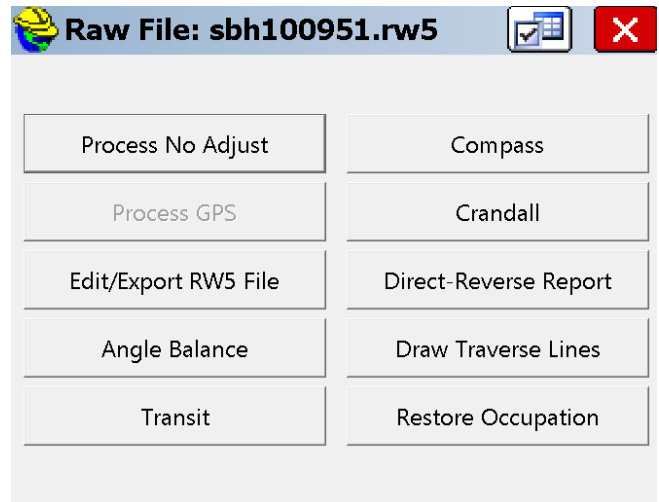 Raw File: sbh100951.rw5
Process No Adjust
Compass
Process GPS
Crandall
Edit/Export RW5 File
Direct-Reverse Report
Angle Balance
Draw Traverse Lines
Transit
Restore Occupation